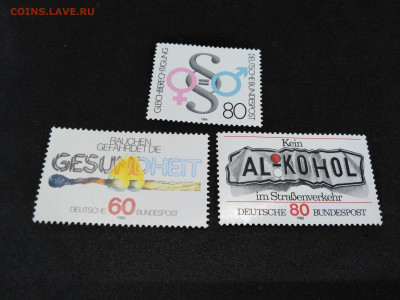 COINS.LAVE.RU
GLEICHBERECHTIGUNG
DEUTSCHE BUNDESPOST
80
RAUCHEN
GEFÄHRDET DIE
GESUNDHEIT
DEUTSCHE 60 BUNDESPOST
Kein
ALKOHOL
im Straßenverkehr
DEUTSCHE 80 BUNDESPOST